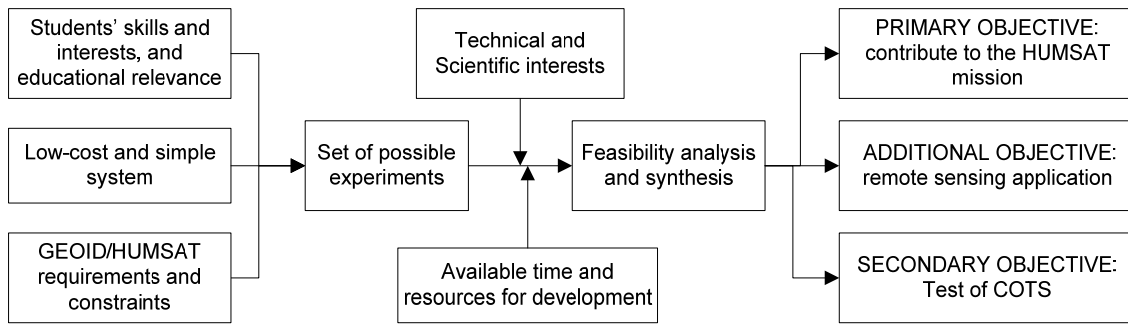 Students’ skills and
interests, and
educational relevance
Low-cost and simple
system
GEOID/HUMSAT
requirements and
constraints
Set of possible
experiments
Technical and
Scientific interests
Available time and
resources for development
Feasibility analysis
and synthesis
PRIMARY OBJECTIVE:
contribute to the HUMSAT
mission
ADDITIONAL OBJECTIVE:
remote sensing application
SECONDARY OBJECTIVE:
Test of COTS